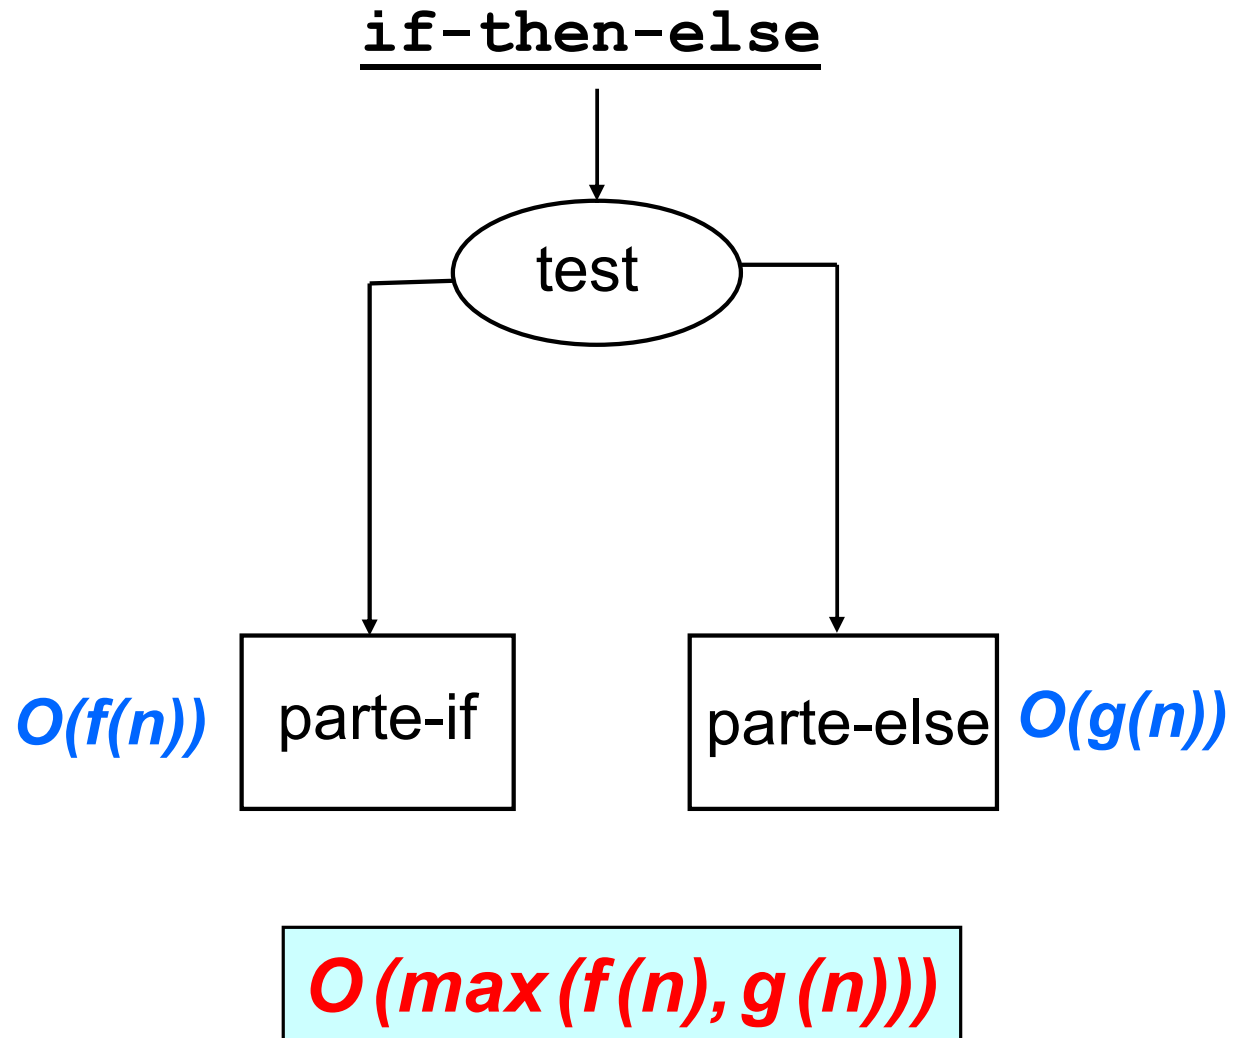 if-then-else
test
O(f(n))
parte-if
parte-else
O(g(n))
O(max(f(n),g(n)))